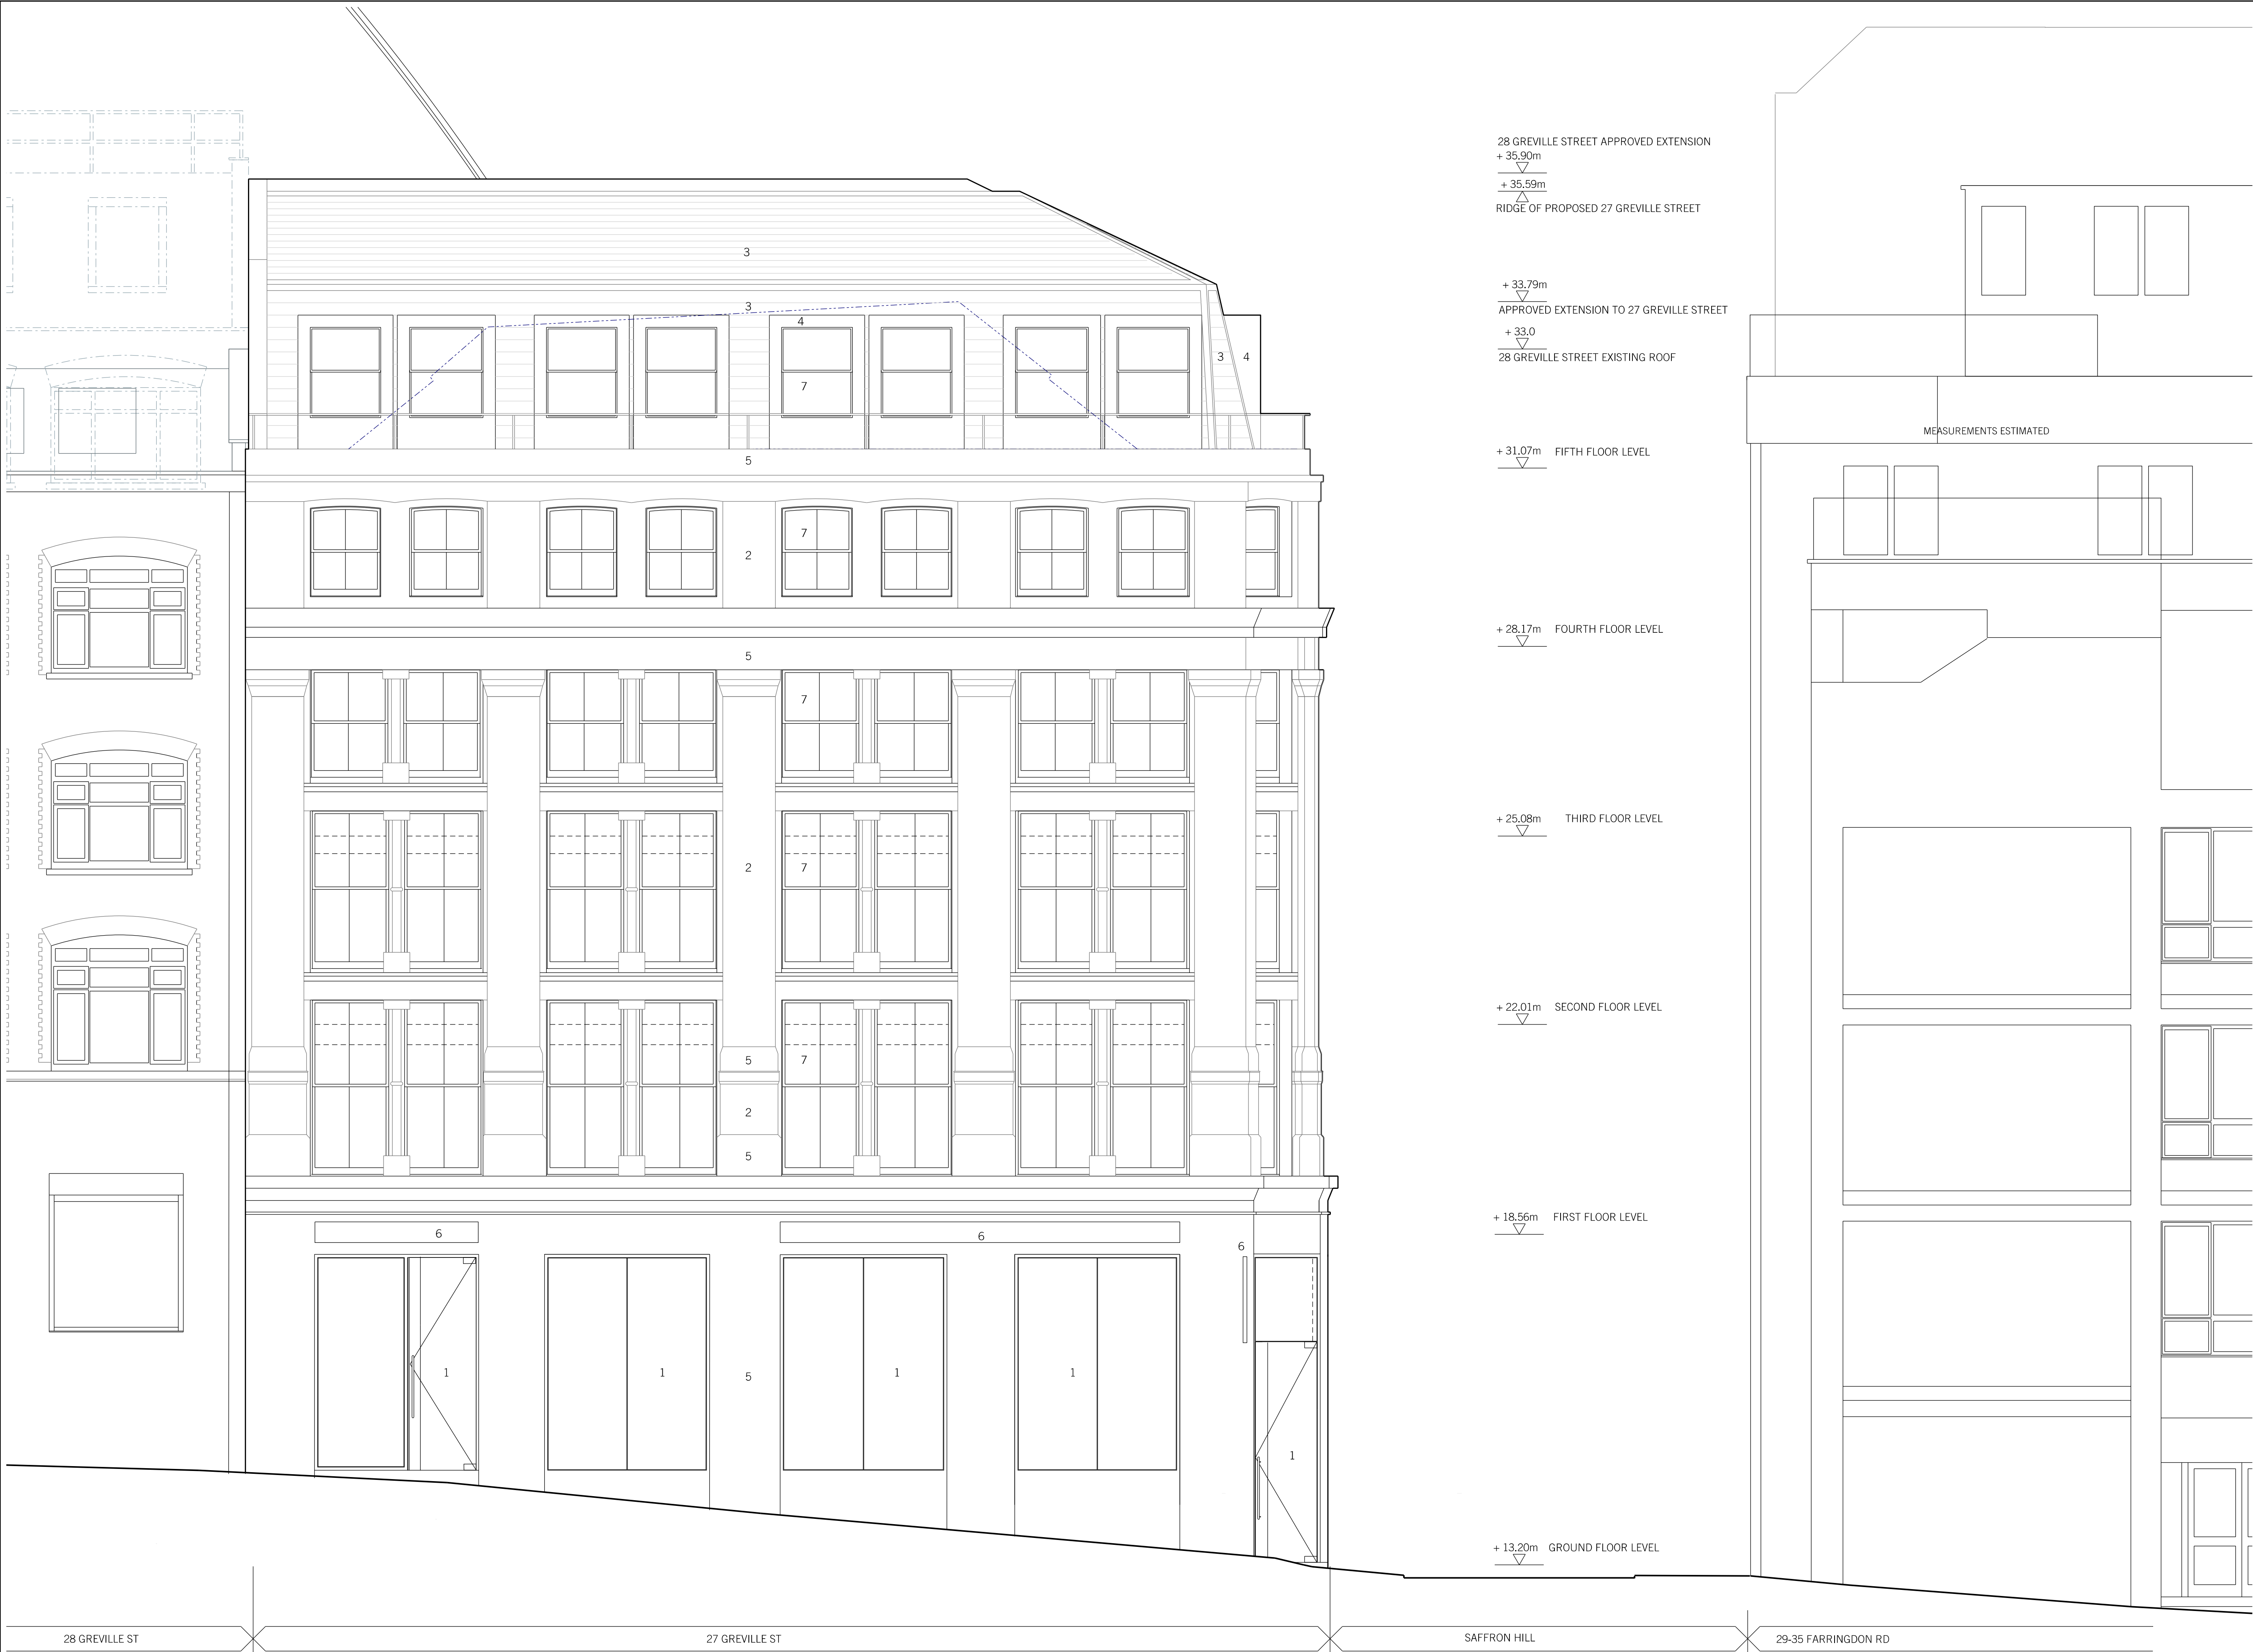 28 GREVILLE STREET APPROVED EXTENSION
+ 35.90m
+ 35.59m
RIDGE OF PROPOSED 27 GREVILLE STREET
3
+ 33.79m
3
APPROVED EXTENSION TO 27 GREVILLE STREET
4
+ 33.0
3 4
28 GREVILLE STREET EXISTING ROOF
7
MEASUREMENTS ESTIMATED
+ 31.07m FIFTH FLOOR LEVEL
5
7
2
+ 28.17m FOURTH FLOOR LEVEL
5
7
+ 25.08m THIRD FLOOR LEVEL
2 7
+ 22.01m SECOND FLOOR LEVEL
5 7
2
5
+ 18.56m FIRST FLOOR LEVEL
6 6
6
1 1 5 1 1
1
+ 13.20m GROUND FLOOR LEVEL
28 GREVILLE ST
27 GREVILLE ST
SAFFRON HILL
29-35 FARRINGDON RD